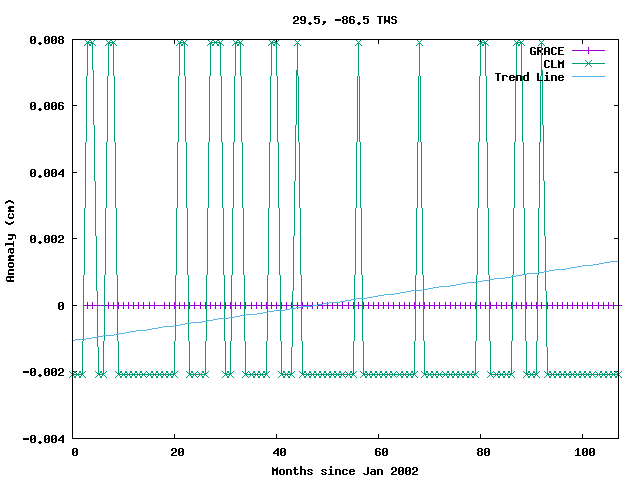 29.5, -86.5 TWS
GRACE
CLM
Trend Line
0.008
0.006
0.004
0.002
0
-0.002
-0.004
Anomaly (cm)
0 20 40 60 80 100
Months since Jan 2002